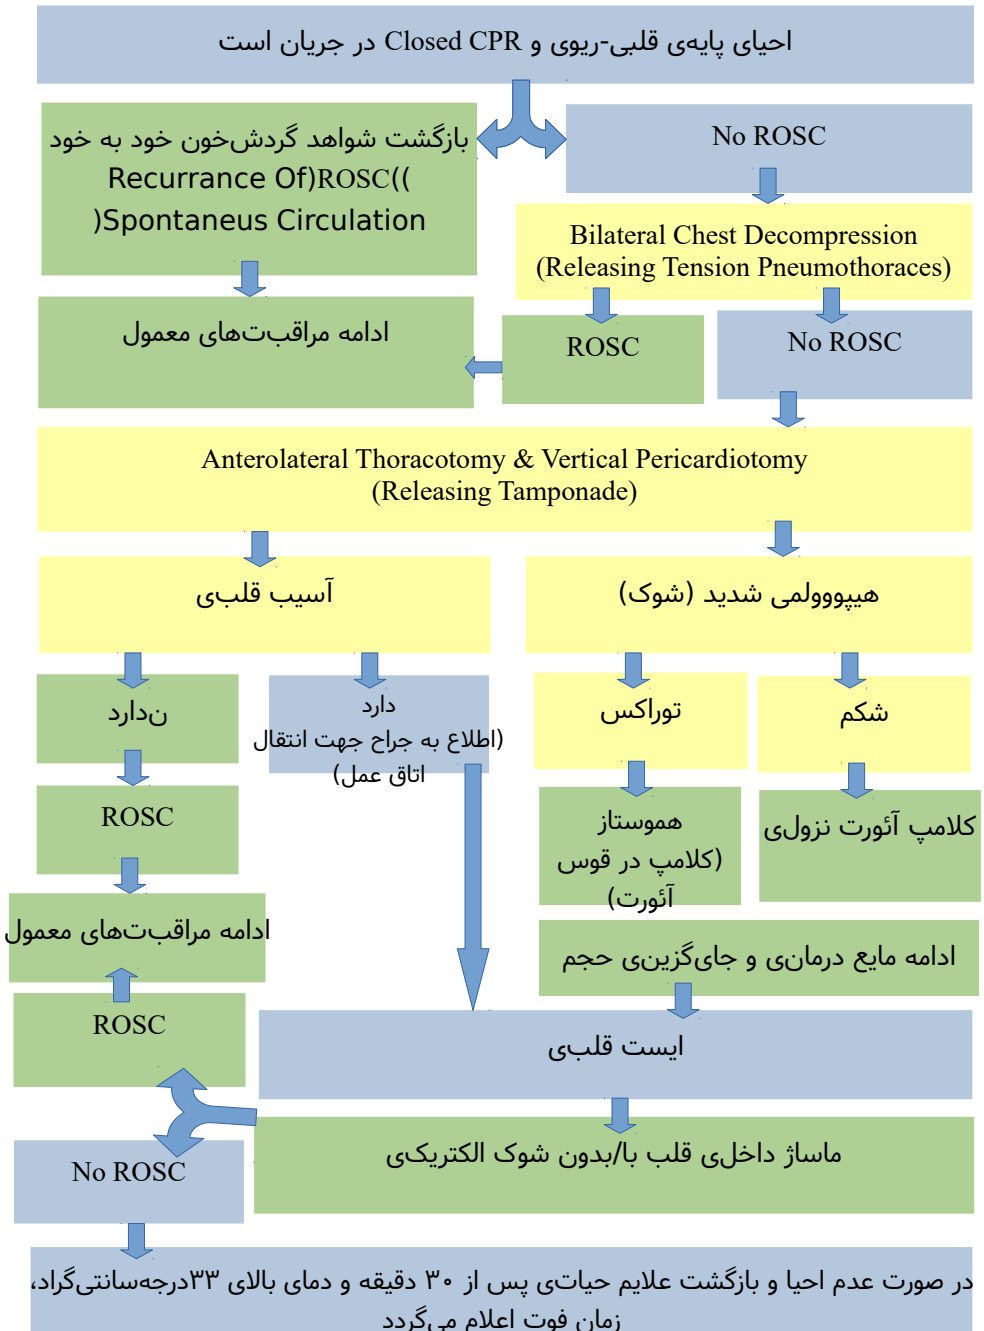 احیای پایه‌ی قلبی-ریوی و Closed CPR در جریان است
بازگشت شواهد گردش‌خون خود به خود
Recurrance Of)ROSC((
)Spontaneus Circulation
No ROSC
Bilateral Chest Decompression
(Releasing Tension Pneumothoraces)
ادامه مراقبت‌های معمول
ROSC
No ROSC
Anterolateral Thoracotomy & Vertical Pericardiotomy
(Releasing Tamponade)
آسیب قلبی
هیپووولمی شدید (شوک)
ندارد
دارد
(اطلاع به جراح جهت انتقال
اتاق عمل)
توراکس
شکم
ROSC
هموستاز
(کلامپ در قوس
آئورت)
کلامپ آئورت نزولی
ادامه مراقبت‌های معمول
ادامه مایع درمانی و جای‌گزینی حجم
ROSC
ایست قلبی
ماساژ داخلی قلب با/بدون شوک الکتریکی
No ROSC
در صورت عدم احیا و بازگشت علایم حیاتی پس از ۳۰ دقیقه و دمای بالای ۳۳درجه‌سانتی‌گراد،
زمان فوت اعلام می‌گردد